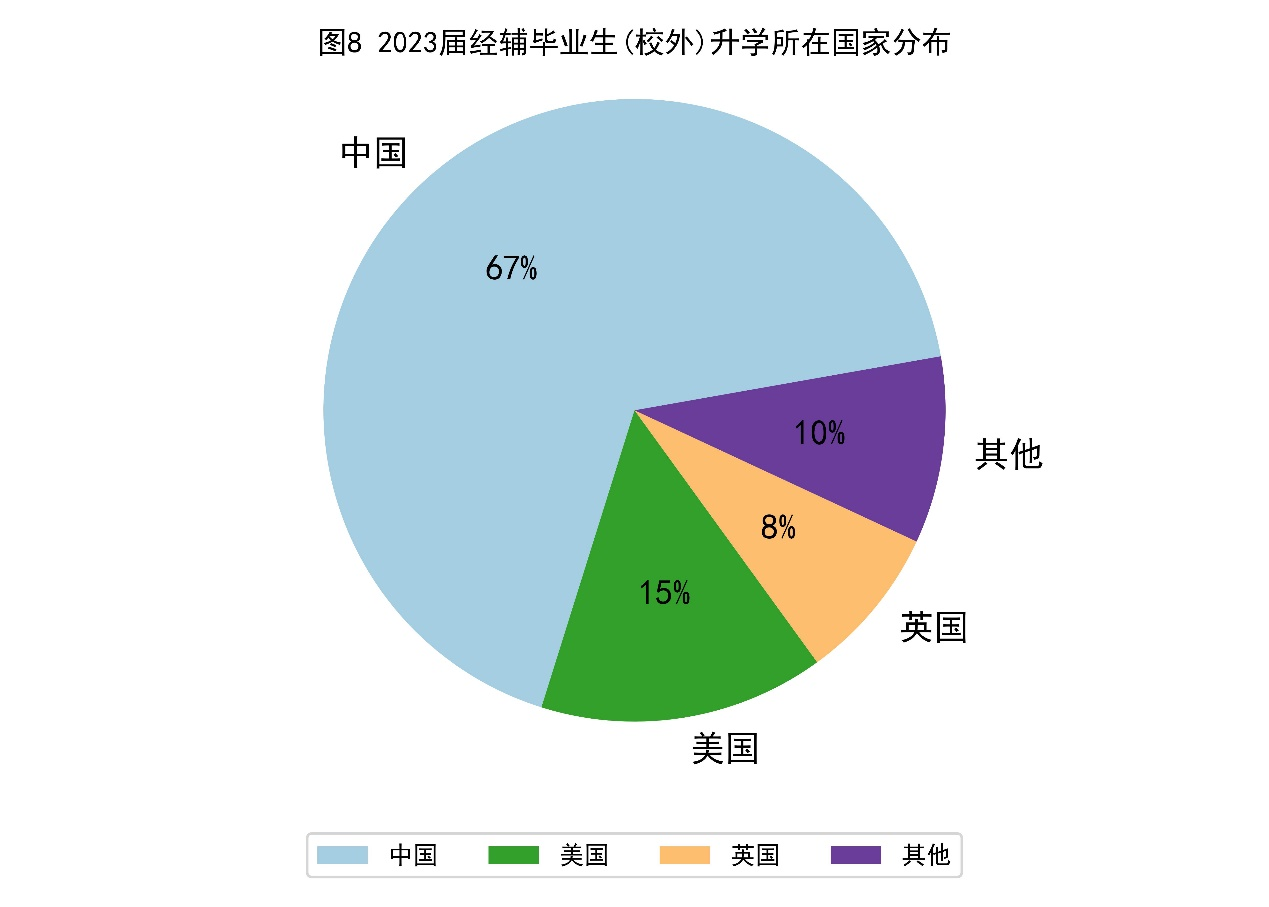 图8 2023届经辅毕业生(校外)升学所在国家分布
中国
67%
10%
其他
8%
英国
15%
美国
中国 美国 英国 其他